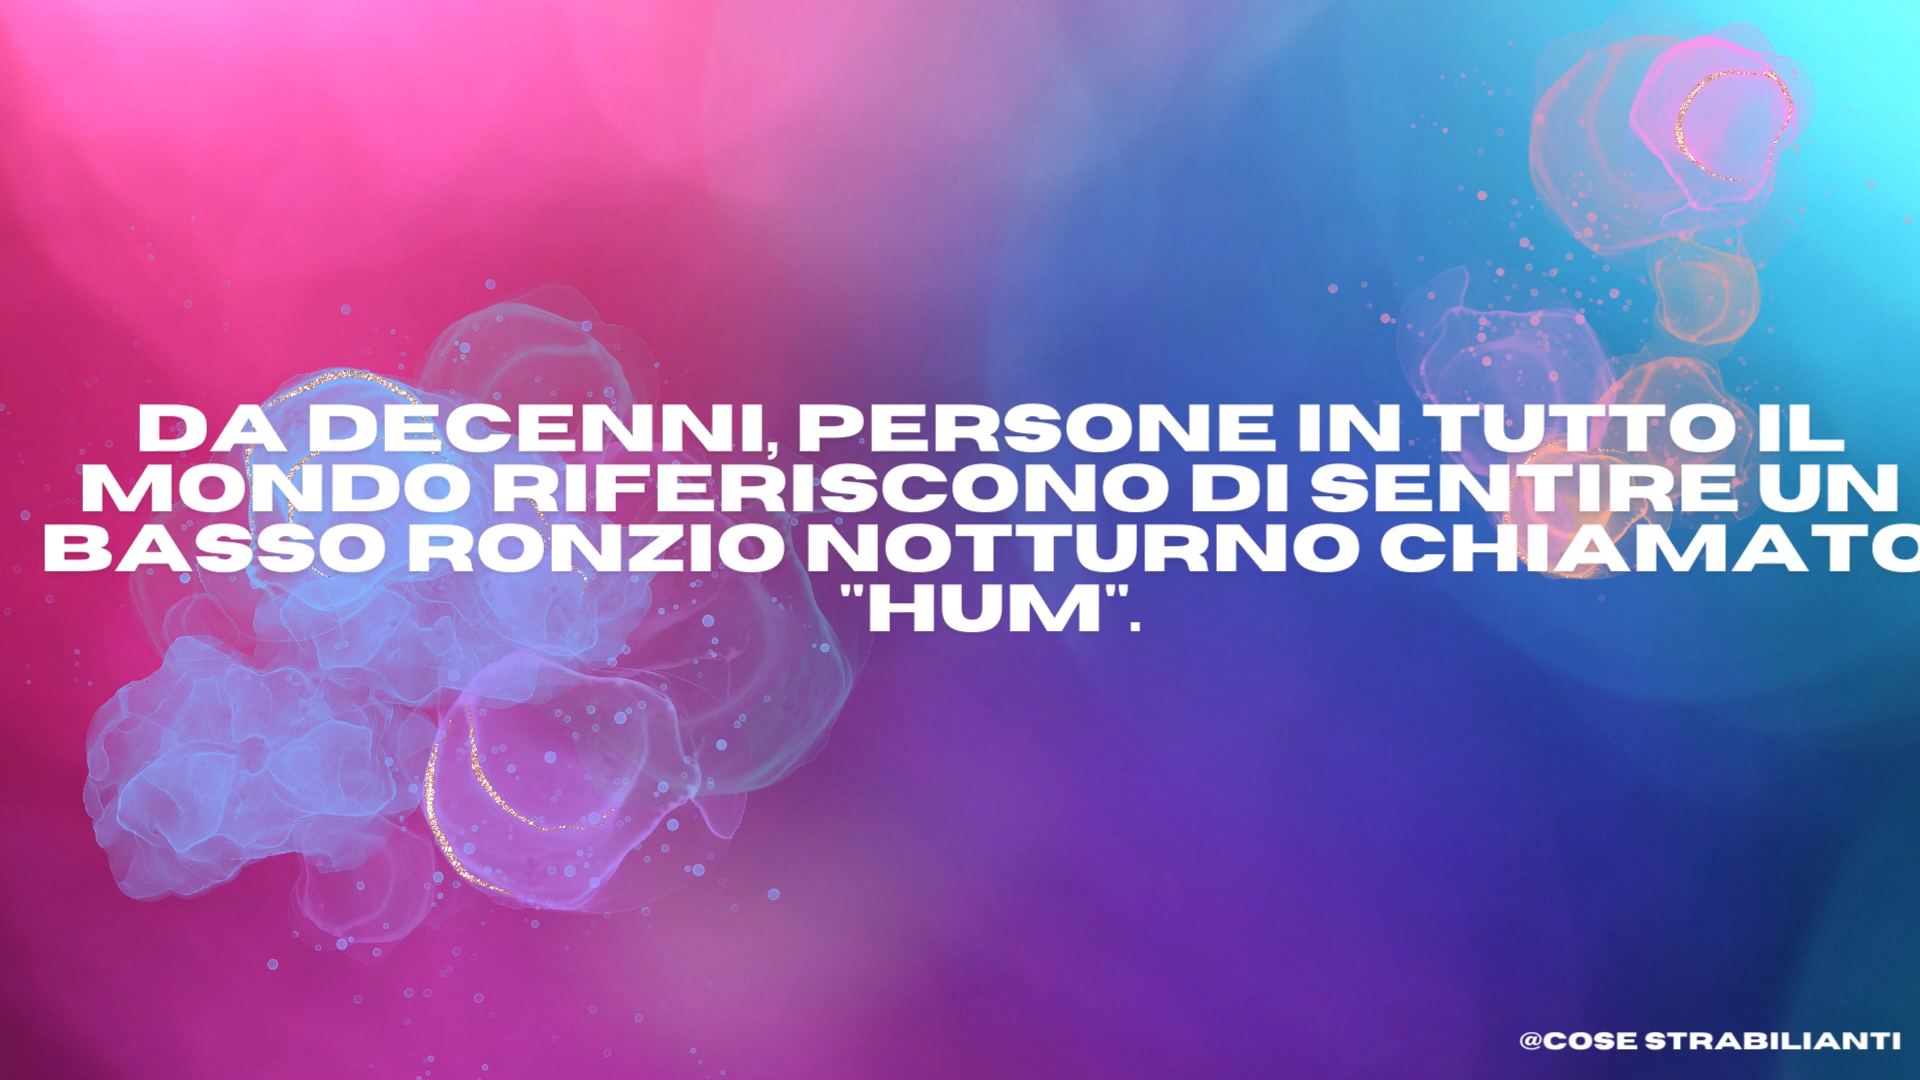 DA DECENNI, PERSONE IN TUTTO IL
MONDO RIFERISCONO DI SENTIRE UN
BASSO RONZIO NOTTURNO CHIAMATO
"HUM".
@COSE STRABILIANTI